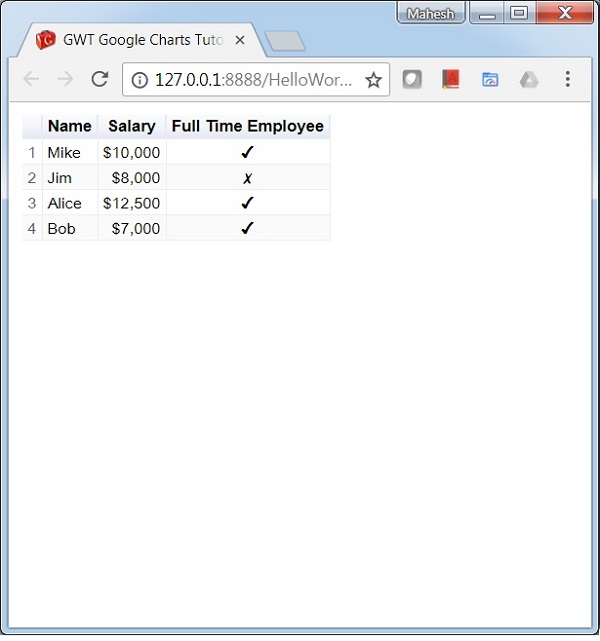 Mahesh
GWT Google Charts Tuto
127.0.0.1:8888/HelloWor...
Name Salary Full Time Employee
1 Mike $10,000 ✔
2 Jim $8,000 ✗
3 Alice $12,500 ✔
4 Bob $7,000 ✔